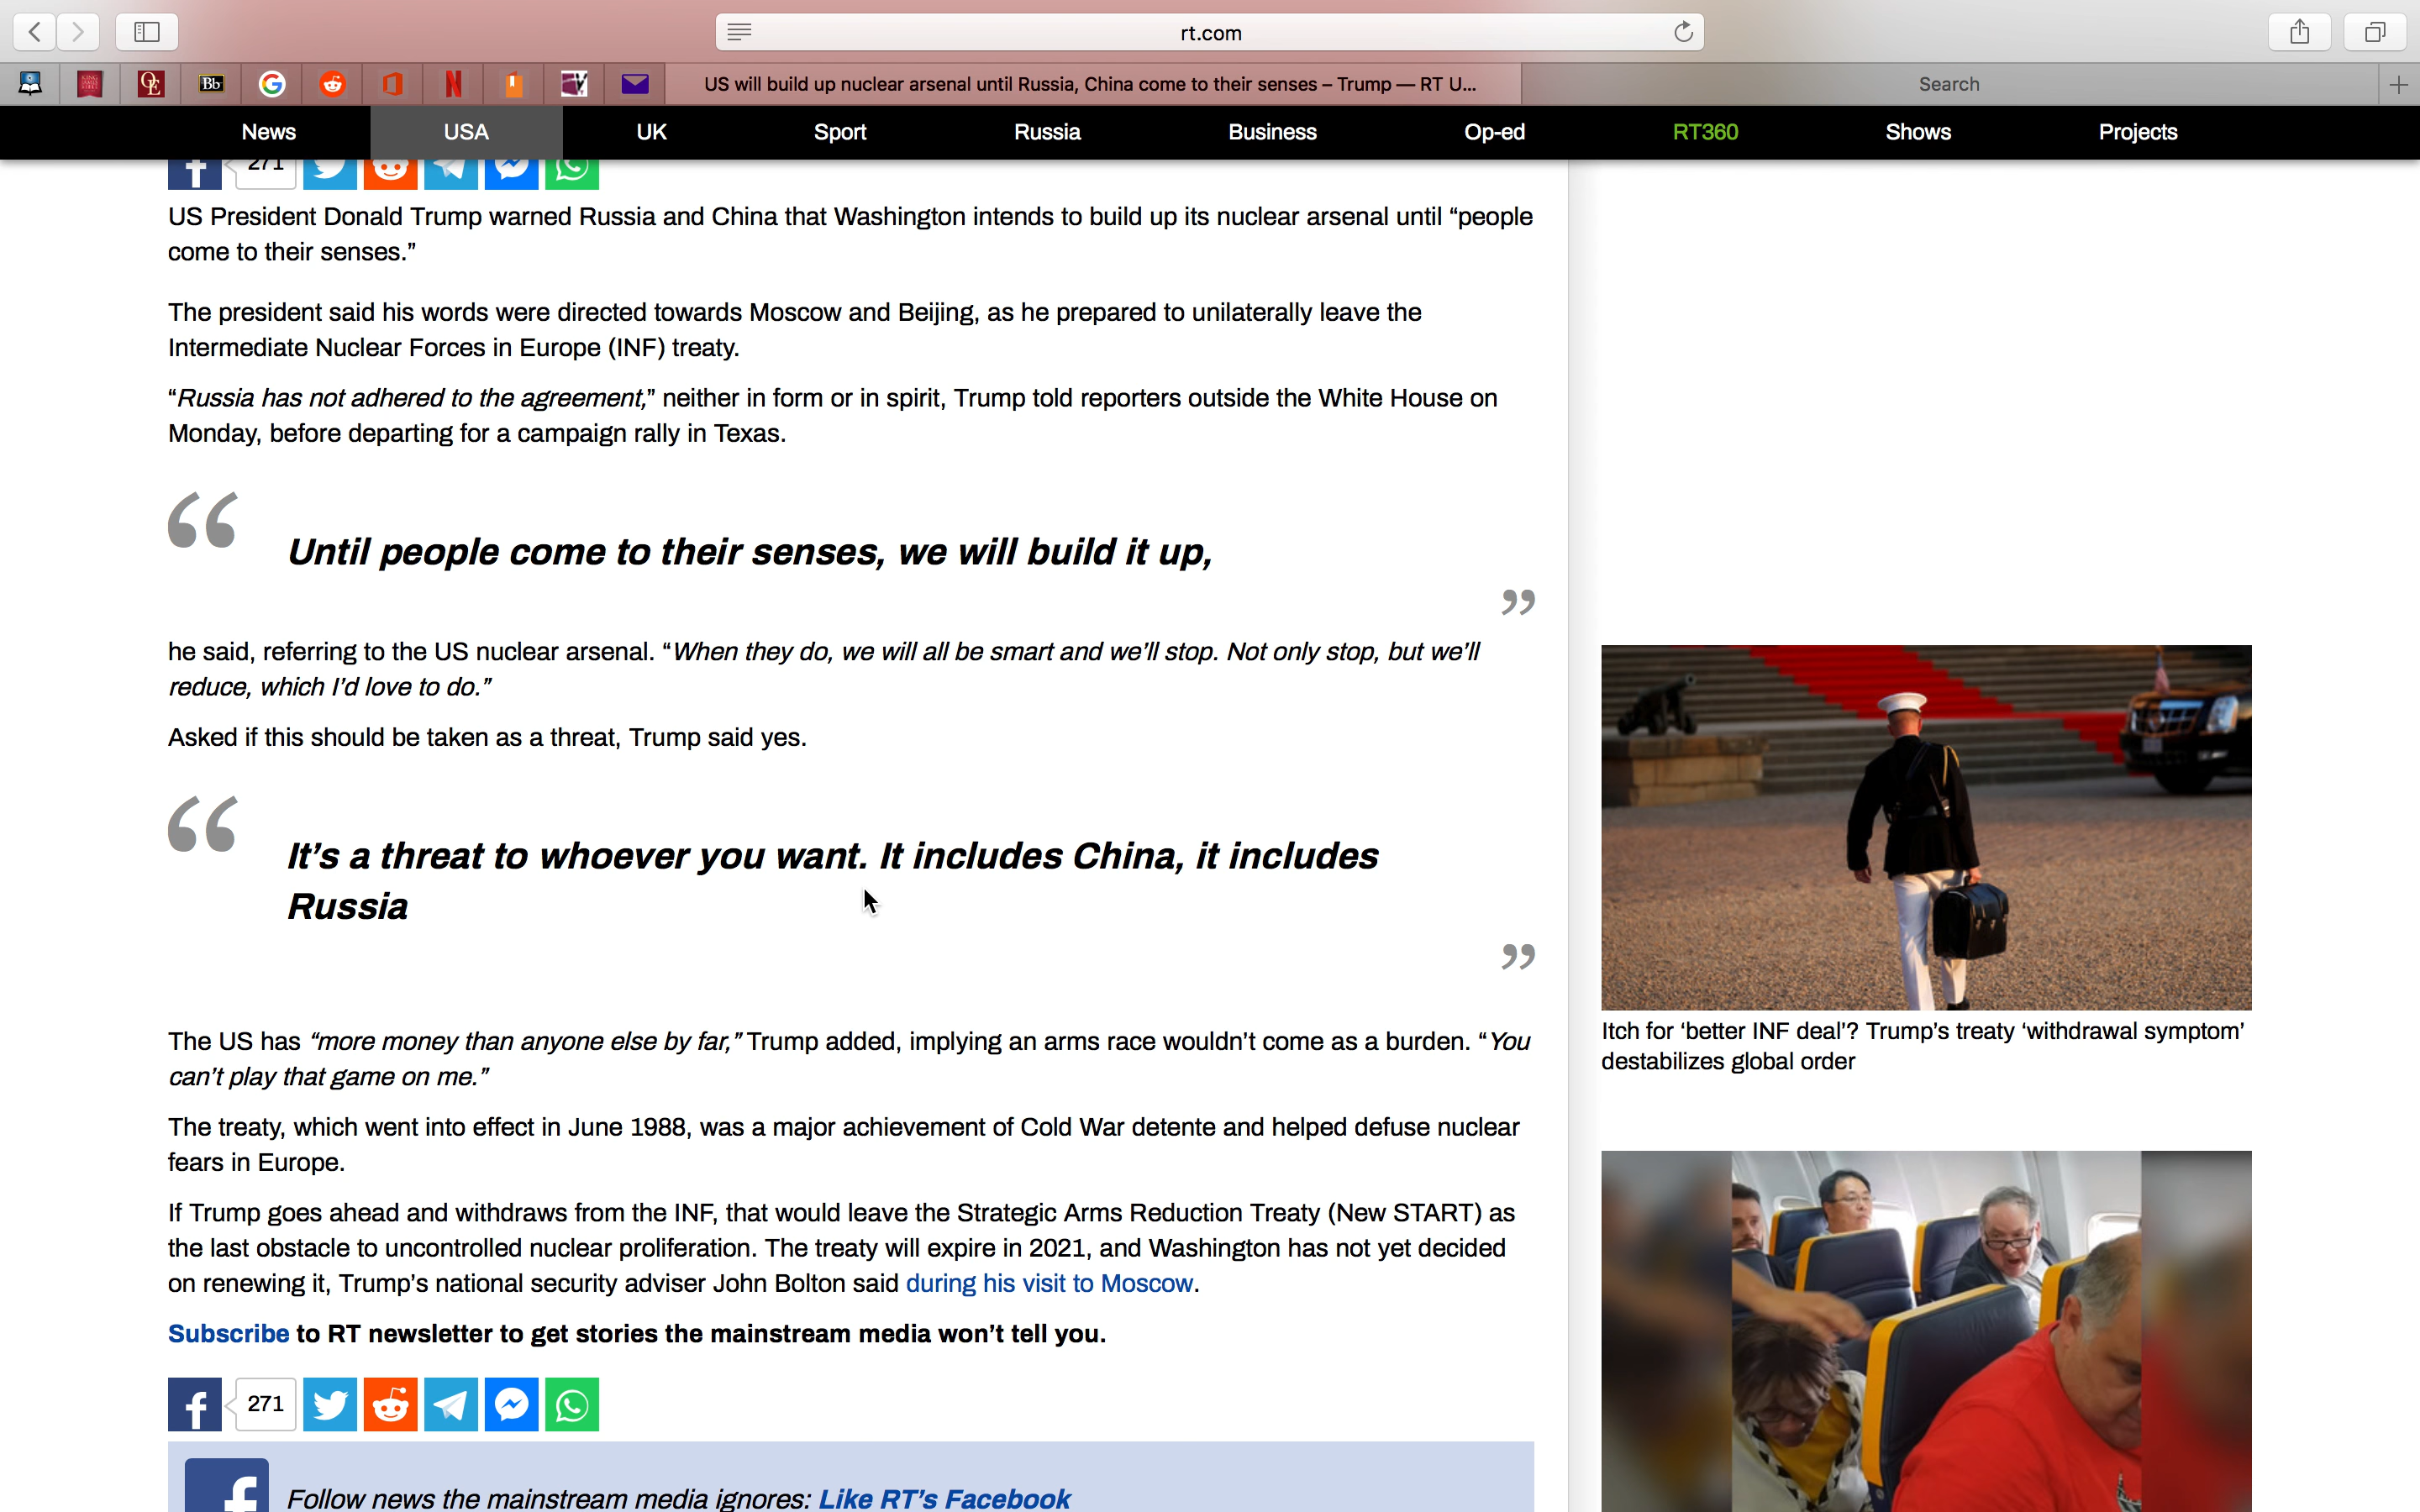 rt.com
Bb
US will build up nuclear arsenal until Russia, China come to their senses – Trump — RT U...
Search
News USA UK Sport Russia Business Op-ed RT360 Shows Projects
271
US President Donald Trump warned Russia and China that Washington intends to build up its nuclear arsenal until “people
come to their senses.”
The president said his words were directed towards Moscow and Beijing, as he prepared to unilaterally leave the
Intermediate Nuclear Forces in Europe (INF) treaty.
“Russia has not adhered to the agreement,” neither in form or in spirit, Trump told reporters outside the White House on
Monday, before departing for a campaign rally in Texas.
“ Until people come to their senses, we will build it up,
”
he said, referring to the US nuclear arsenal. “When they do, we will all be smart and we’ll stop. Not only stop, but we’ll
reduce, which I’d love to do.”
Asked if this should be taken as a threat, Trump said yes.
“ It’s a threat to whoever you want. It includes China, it includes
Russia
”
The US has “more money than anyone else by far,” Trump added, implying an arms race wouldn’t come as a burden. “You
can’t play that game on me.”
The treaty, which went into effect in June 1988, was a major achievement of Cold War detente and helped defuse nuclear
fears in Europe.
If Trump goes ahead and withdraws from the INF, that would leave the Strategic Arms Reduction Treaty (New START) as
the last obstacle to uncontrolled nuclear proliferation. The treaty will expire in 2021, and Washington has not yet decided
on renewing it, Trump’s national security adviser John Bolton said during his visit to Moscow.
Subscribe to RT newsletter to get stories the mainstream media won’t tell you.
271
Follow news the mainstream media ignores: Like RT’s Facebook
Itch for ‘better INF deal’? Trump’s treaty ‘withdrawal symptom’
destabilizes global order